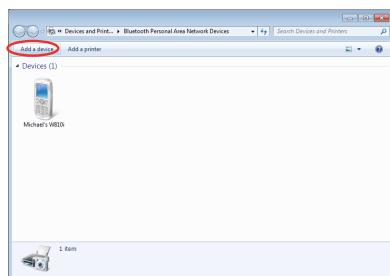 « Devices and Print... ▸ Bluetooth Personal Area Network Devices Search Devices and Printers
Add a device Add a printer
Devices (1)
Michael's W810i
1 item